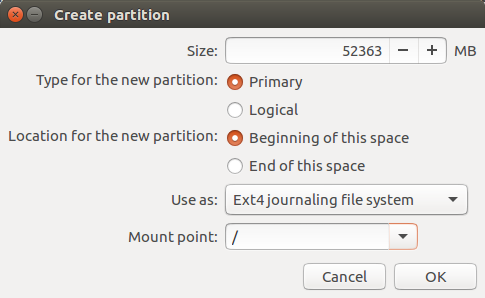 Create partition
Size: 52363 − + MB
Type for the new partition: Primary
Logical
Location for the new partition: Beginning of this space
End of this space
Use as: Ext4 journaling file system
Mount point: /
Cancel OK